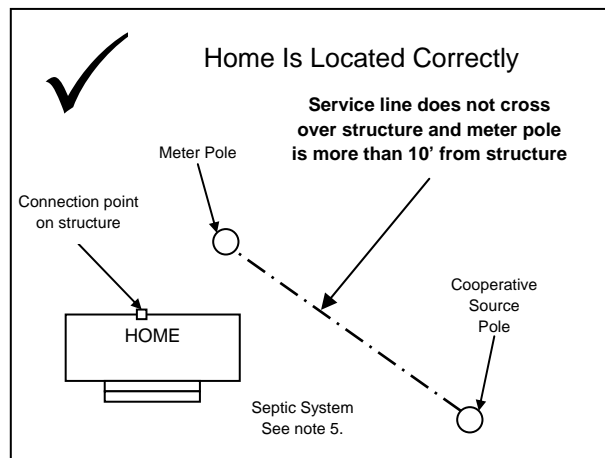 Home Is Located Correctly
Service line does not cross
over structure and meter pole
is more than 10’ from structure
Meter Pole
Connection point
on structure
Cooperative
Source
Pole
HOME
Septic System
See note 5.